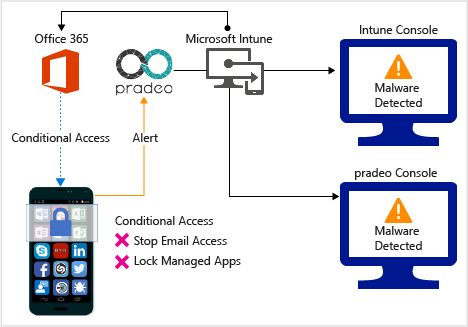 Office 365
Microsoft Intune
Intune Console
pradeo
Malware
Detected
Conditional Access
Alert
pradeo Console
Malware
Detected
Conditional Access
Stop Email Access
Lock Managed Apps